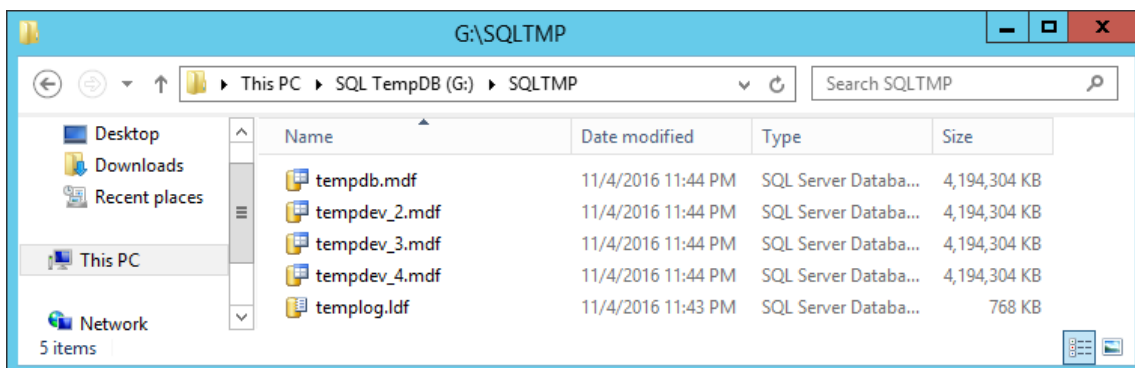 G:\SQLTMP
This PC SQL TempDB (G:) SQLTMP
Search SQLTMP
Desktop
Downloads
Recent places
This PC
Network
Name Date modified Type Size
tempdb.mdf 11/4/2016 11:44 PM SQL Server Databa... 4,194,304 KB
tempdev_2.mdf 11/4/2016 11:44 PM SQL Server Databa... 4,194,304 KB
tempdev_3.mdf 11/4/2016 11:44 PM SQL Server Databa... 4,194,304 KB
tempdev_4.mdf 11/4/2016 11:44 PM SQL Server Databa... 4,194,304 KB
templog.ldf 11/4/2016 11:43 PM SQL Server Databa... 768 KB
5 items